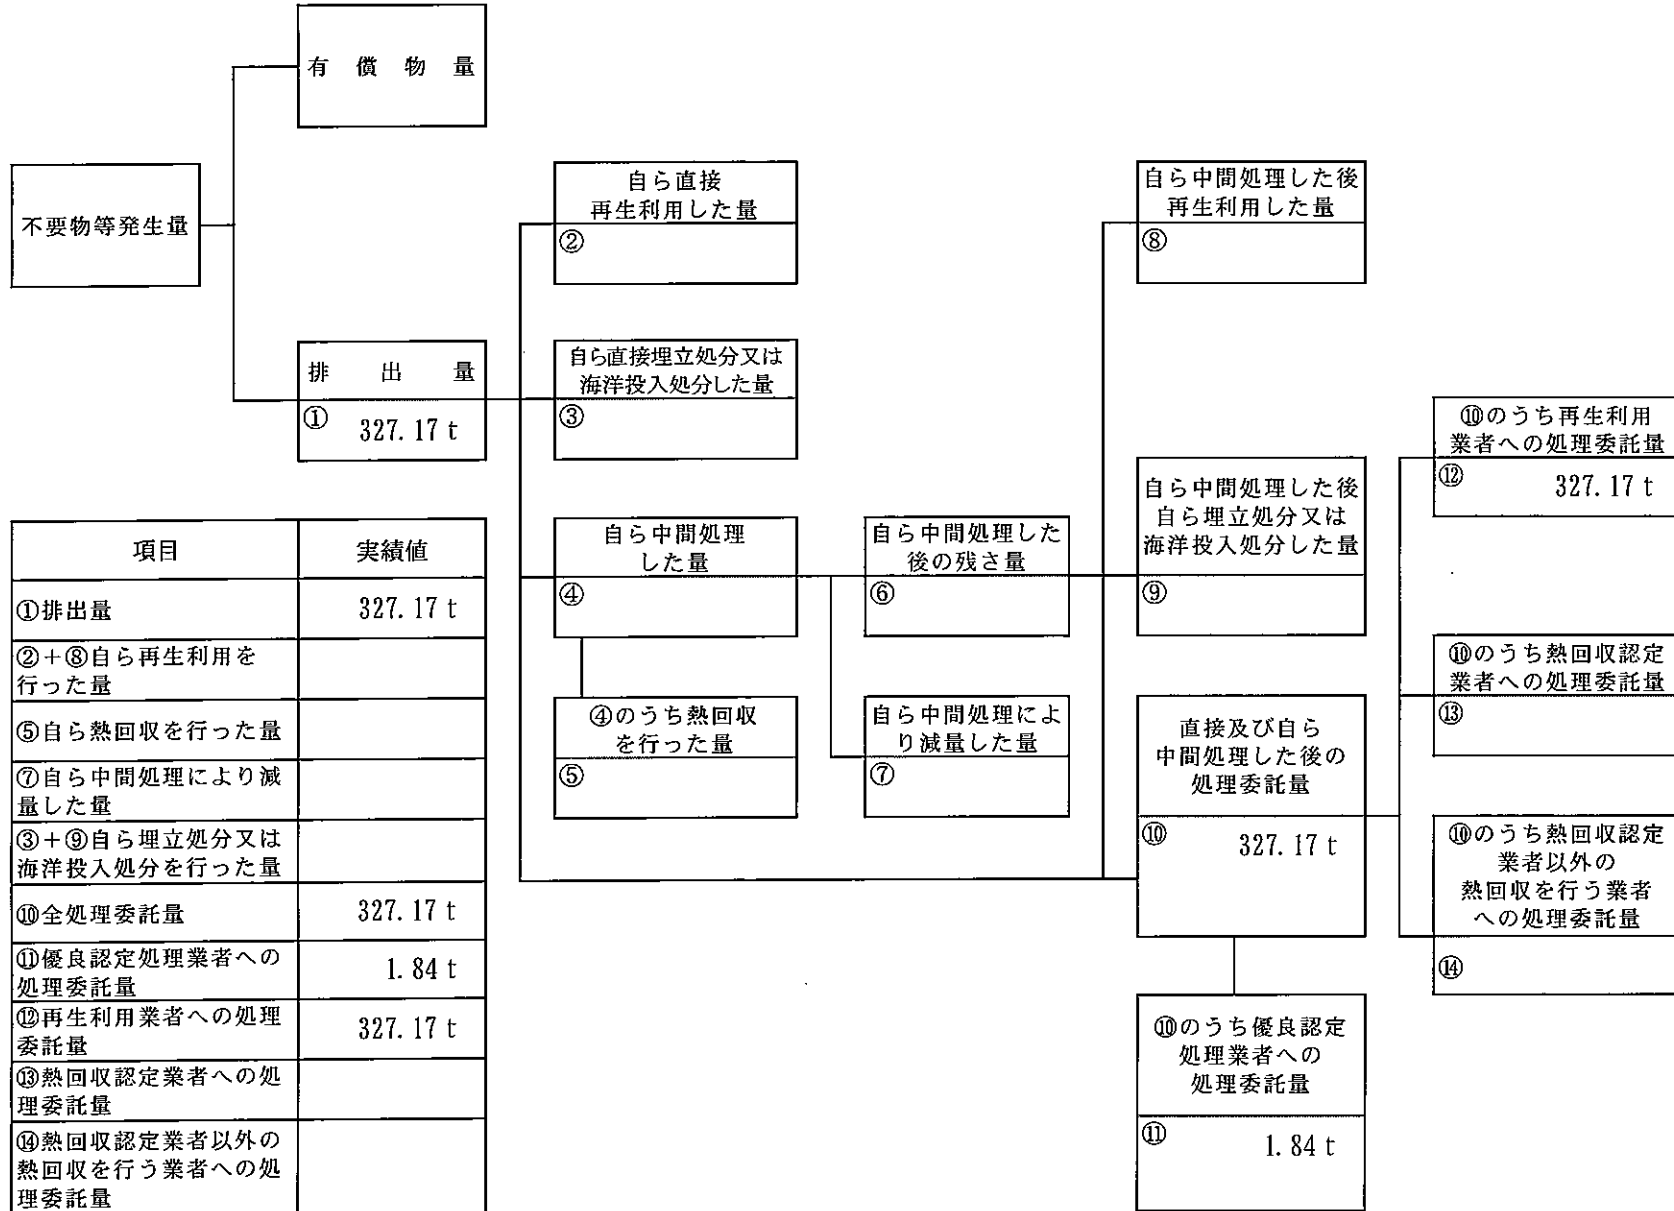 有償物量
不要物等発生量
排出量
① 327.17 t
自ら直接
再生利用した量
②
自ら直接埋立処分又は
海洋投入処分した量
③
自ら中間処理
した量
④
④のうち熱回収
を行った量
⑤
自ら中間処理した
後の残さ量
⑥
自ら中間処理によ
り減量した量
⑦
自ら中間処理した後
再生利用した量
⑧
自ら中間処理した後
自ら埋立処分又は
海洋投入処分した量
⑨
直接及び自ら
中間処理した後の
処理委託量
⑩ 327.17 t
⑩のうち優良認定
処理業者への
処理委託量
⑪ 1.84 t
⑩のうち再生利用
業者への処理委託量
⑫ 327.17 t
⑩のうち熱回収認定
業者への処理委託量
⑬
⑩のうち熱回収認定
業者以外の
熱回収を行う業者
への処理委託量
⑭
項目 実績値
①排出量 327.17 t
②+⑧自ら再生利用を
行った量
⑤自ら熱回収を行った量
⑦自ら中間処理により減
量した量
③+⑨自ら埋立処分又は
海洋投入処分を行った量
⑩全処理委託量 327.17 t
⑪優良認定処理業者への
処理委託量 1.84 t
⑫再生利用業者への処理
委託量 327.17 t
⑬熱回収認定業者への処
理委託量
⑭熱回収認定業者以外の
熱回収を行う業者への処
理委託量